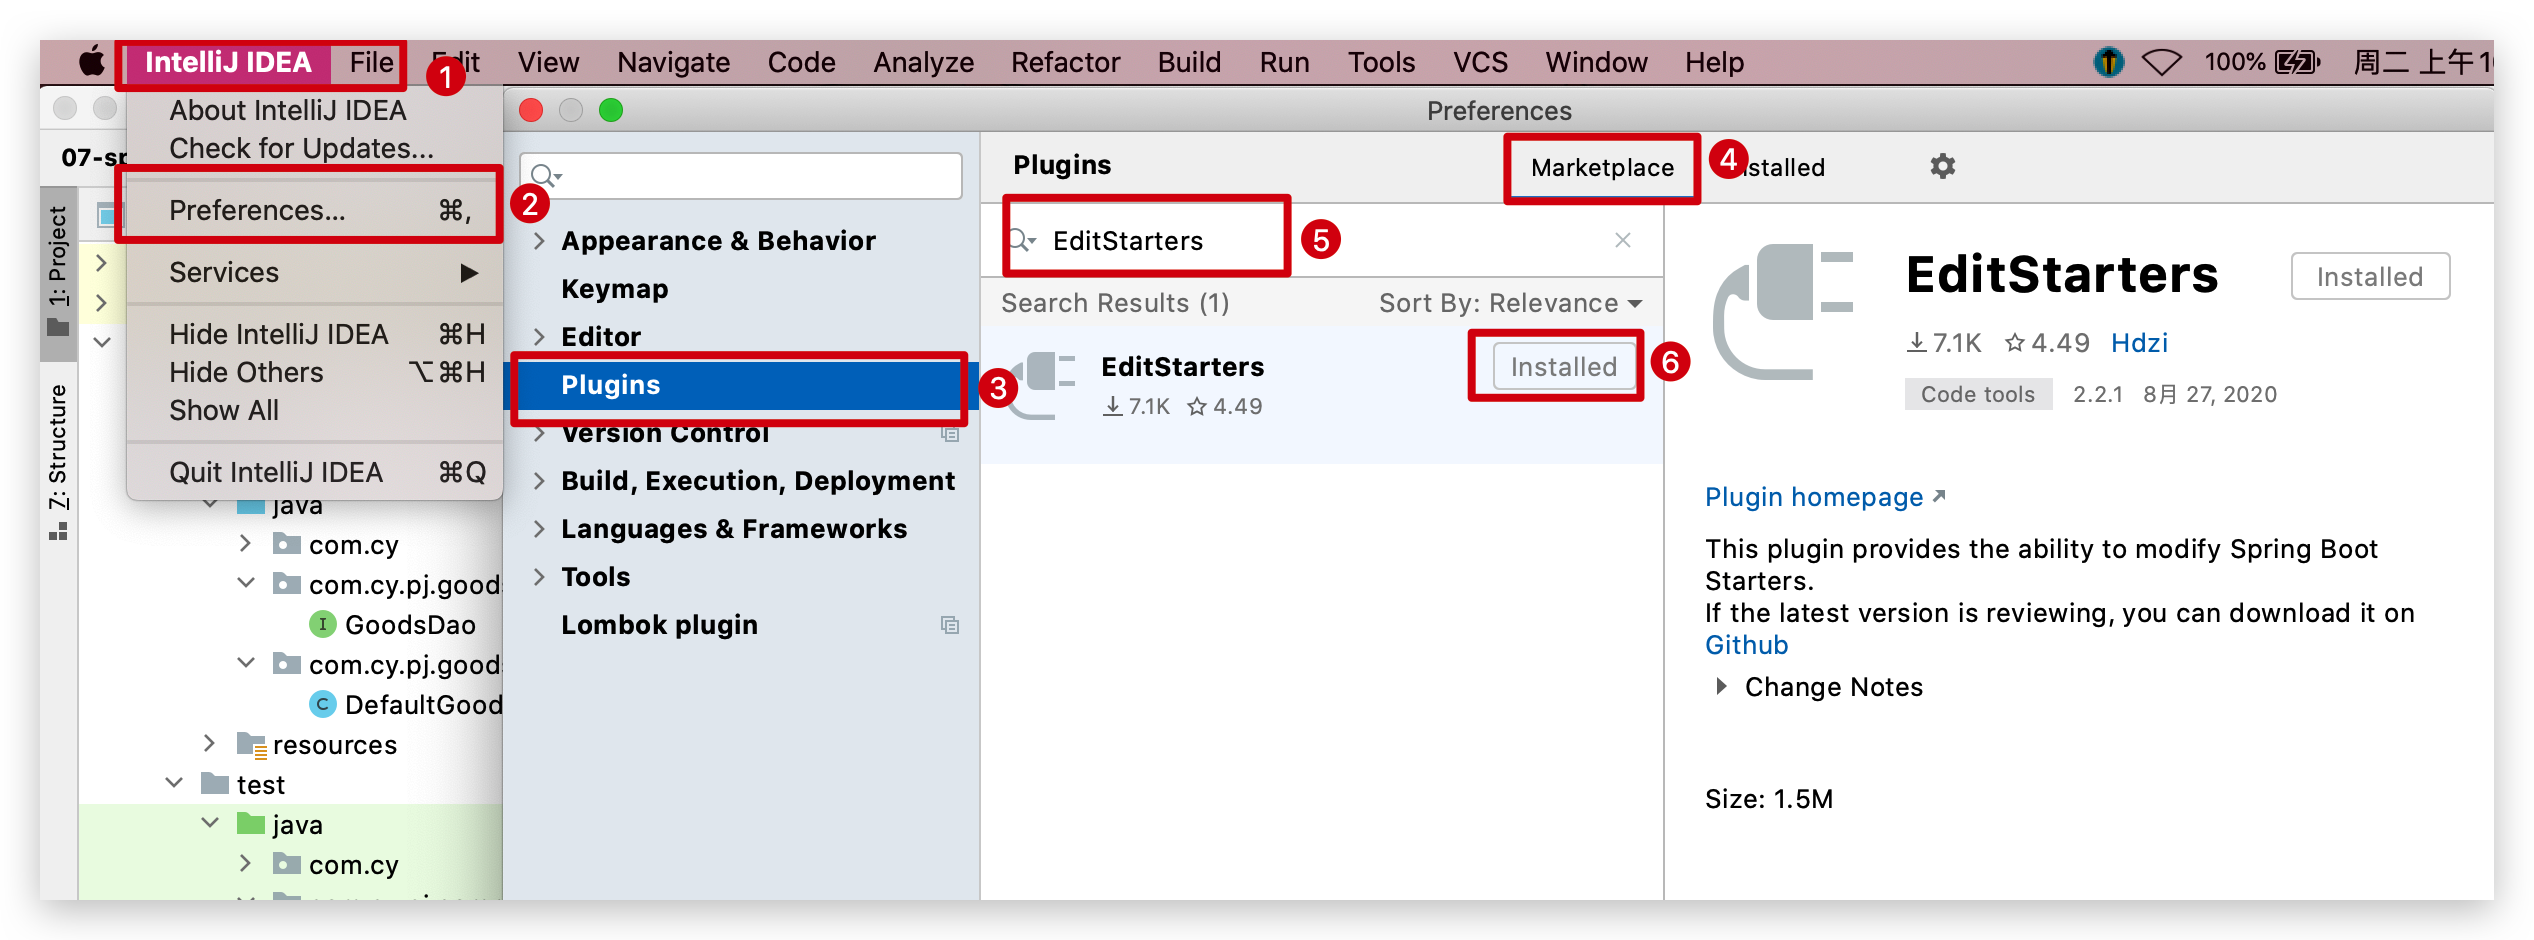 IntelliJ IDEA File Edit View Navigate Code Analyze Refactor Build Run Tools VCS Window Help 100% 周二 上午1
1
About IntelliJ IDEA
Check for Updates...
Preferences... ⌘,
2
Services
Hide IntelliJ IDEA ⌘H
Hide Others ⌥⌘H
Show All
Quit IntelliJ IDEA ⌘Q
07-sp
1: Project
Z: Structure
java
com.cy
com.cy.pj.goods
GoodsDao
com.cy.pj.goods
DefaultGood
resources
test
java
com.cy
Preferences
Appearance & Behavior
Keymap
Editor
Plugins
3
Version Control
Build, Execution, Deployment
Languages & Frameworks
Tools
Lombok plugin
Plugins
Marketplace
4
Installed
EditStarters
5
Search Results (1) Sort By: Relevance
EditStarters
Installed
6
7.1K 4.49
EditStarters
Installed
7.1K 4.49 Hdzi
Code tools 2.2.1 8月 27, 2020
Plugin homepage
This plugin provides the ability to modify Spring Boot
Starters.
If the latest version is reviewing, you can download it on
Github
Change Notes
Size: 1.5M